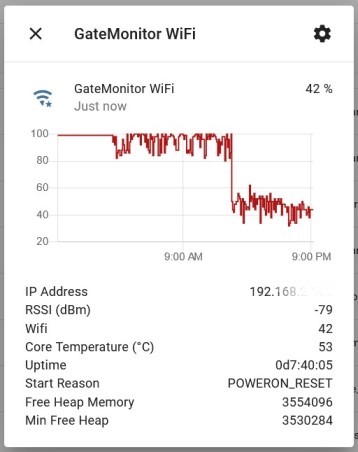 GateMonitor WiFi
GateMonitor WiFi 42 %
Just now
100
80
60
40
20
9:00 AM 9:00 PM
IP Address 192.168.
RSSI (dBm) -79
Wifi 42
Core Temperature (°C) 53
Uptime 0d7:40:05
Start Reason POWERON_RESET
Free Heap Memory 3554096
Min Free Heap 3530284